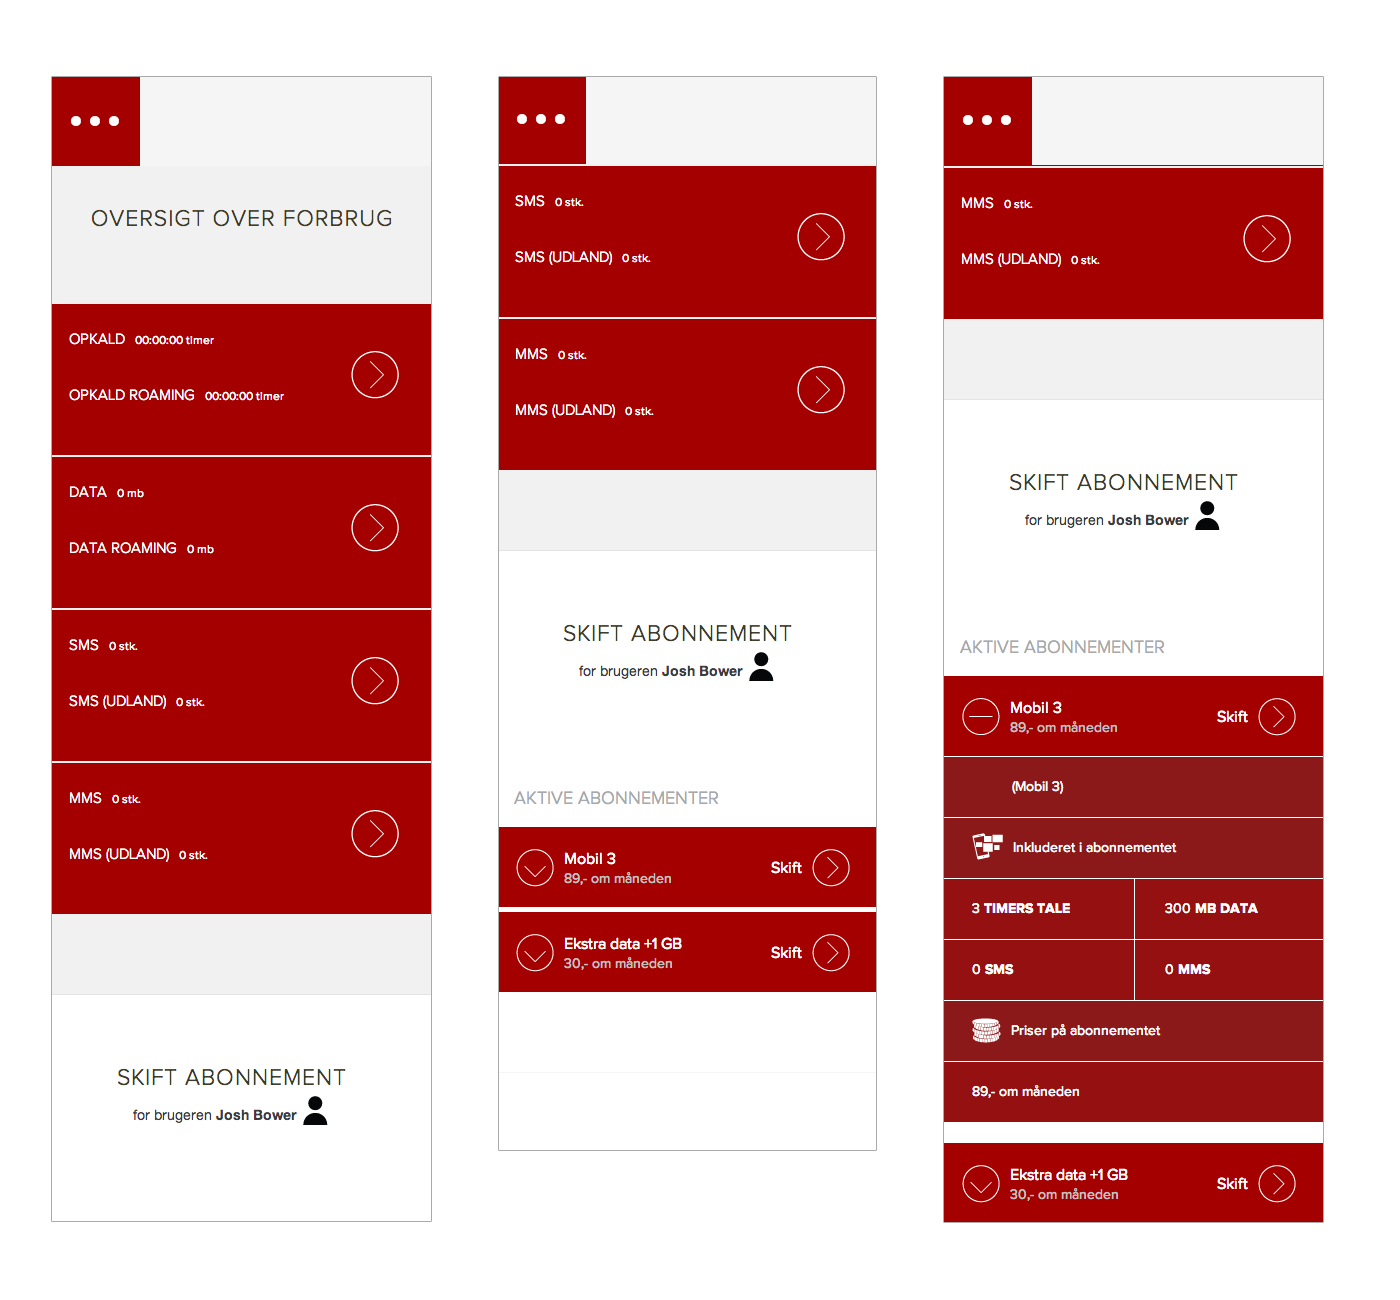 OVERSIGT OVER FORBRUG
OPKALD 00:00:00 timer
OPKALD ROAMING 00:00:00 timer
DATA 0 mb
DATA ROAMING 0 mb
SMS 0 stk.
SMS (UDLAND) 0 stk.
MMS 0 stk.
MMS (UDLAND) 0 stk.
SKIFT ABONNEMENT
for brugeren Josh Bower
SMS 0 stk.
SMS (UDLAND) 0 stk.
MMS 0 stk.
MMS (UDLAND) 0 stk.
SKIFT ABONNEMENT
for brugeren Josh Bower
AKTIVE ABONNEMENTER
Mobil 3
89,- om måneden
Skift
Ekstra data +1 GB
30,- om måneden
Skift
MMS 0 stk.
MMS (UDLAND) 0 stk.
SKIFT ABONNEMENT
for brugeren Josh Bower
AKTIVE ABONNEMENTER
Mobil 3
89,- om måneden
Skift
(Mobil 3)
Inkluderet i abonnementet
3 TIMERS TALE
300 MB DATA
0 SMS
0 MMS
Priser på abonnementet
89,- om måneden
Ekstra data +1 GB
30,- om måneden
Skift